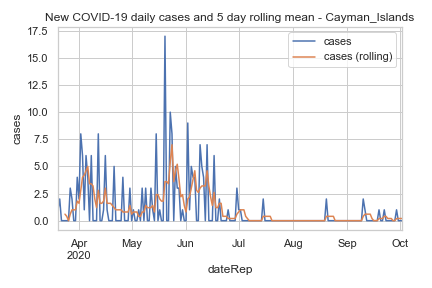 New COVID-19 daily cases and 5 day rolling mean - Cayman_Islands
cases
cases (rolling)
cases
17.5
15.0
12.5
10.0
7.5
5.0
2.5
0.0
Apr
2020
May
Jun
Jul
Aug
Sep
Oct
dateRep